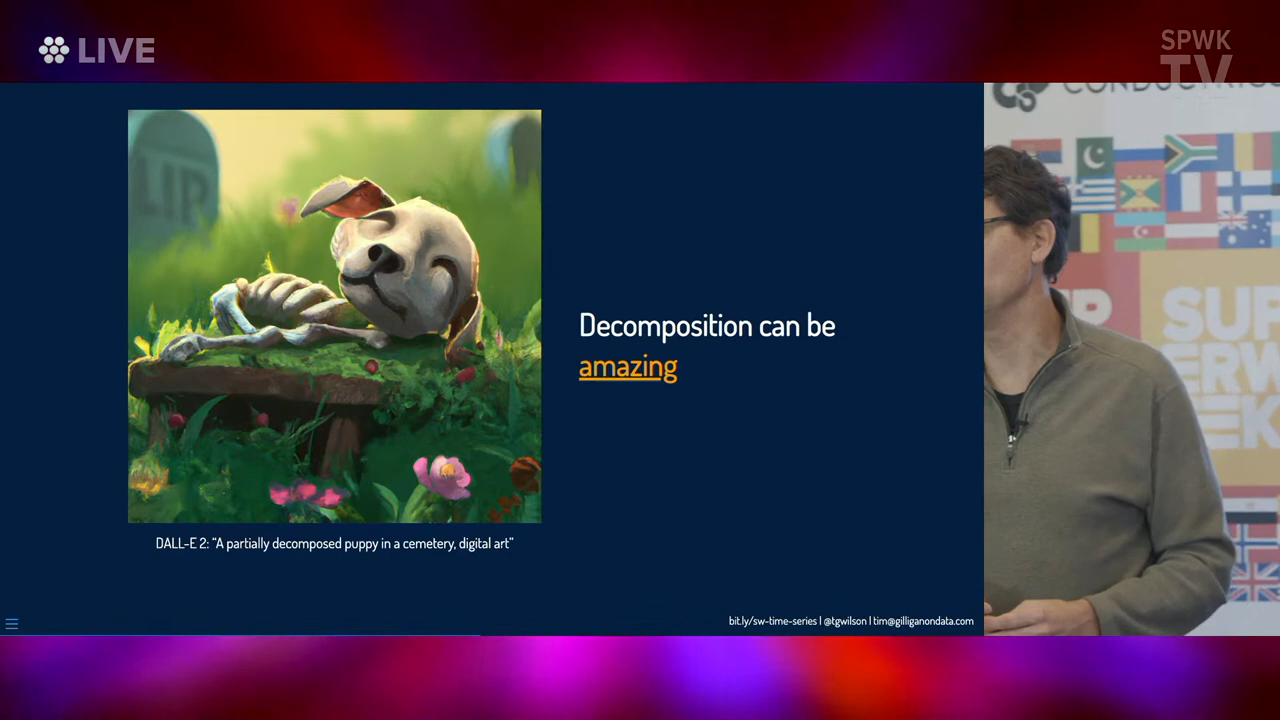 LIVE
SPWK
TV
CONDUCTRICS
Decomposition can be
amazing
DALL-E 2: “A partially decomposed puppy in a cemetery, digital art”
bit.ly/sw-time-series | @tgwilson | tim@gilliganondata.com